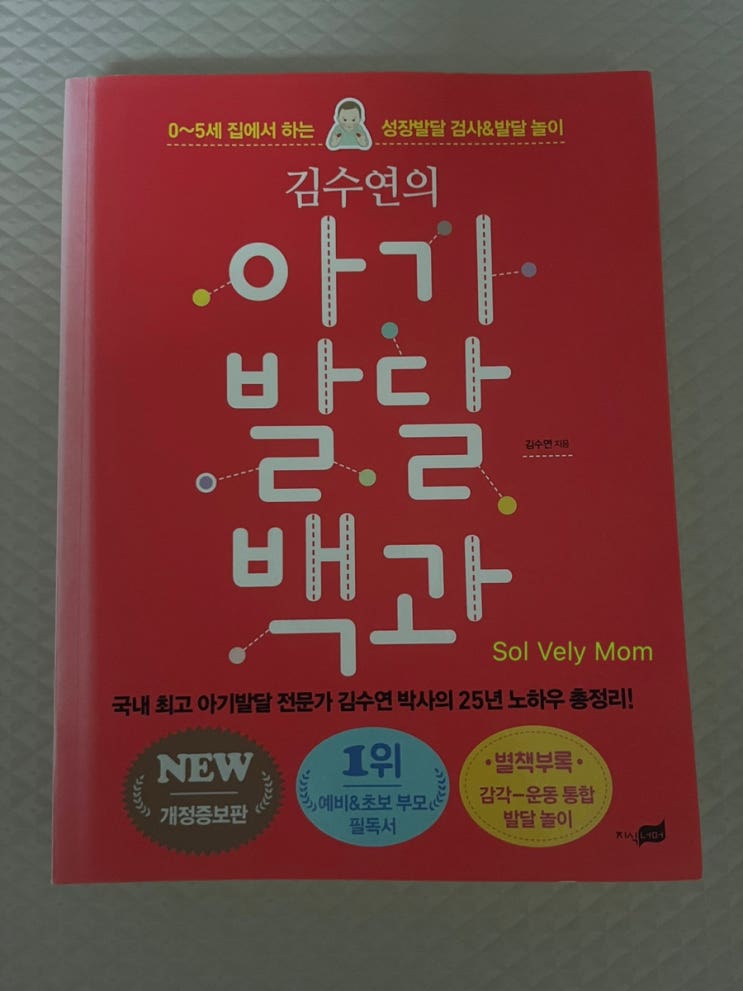 0~5세 집에서 하는 성장발달 검사&발달 놀이
김수연의
아기
발달
백과
김수연 지음
Sol Vely Mom
국내 최고 아기발달 전문가 김수연 박사의 25년 노하우 총정리!
NEW
개정증보판
1위
예비&초보 부모
필독서
·별책부록·
감각-운동 통합
발달 놀이
지식너머